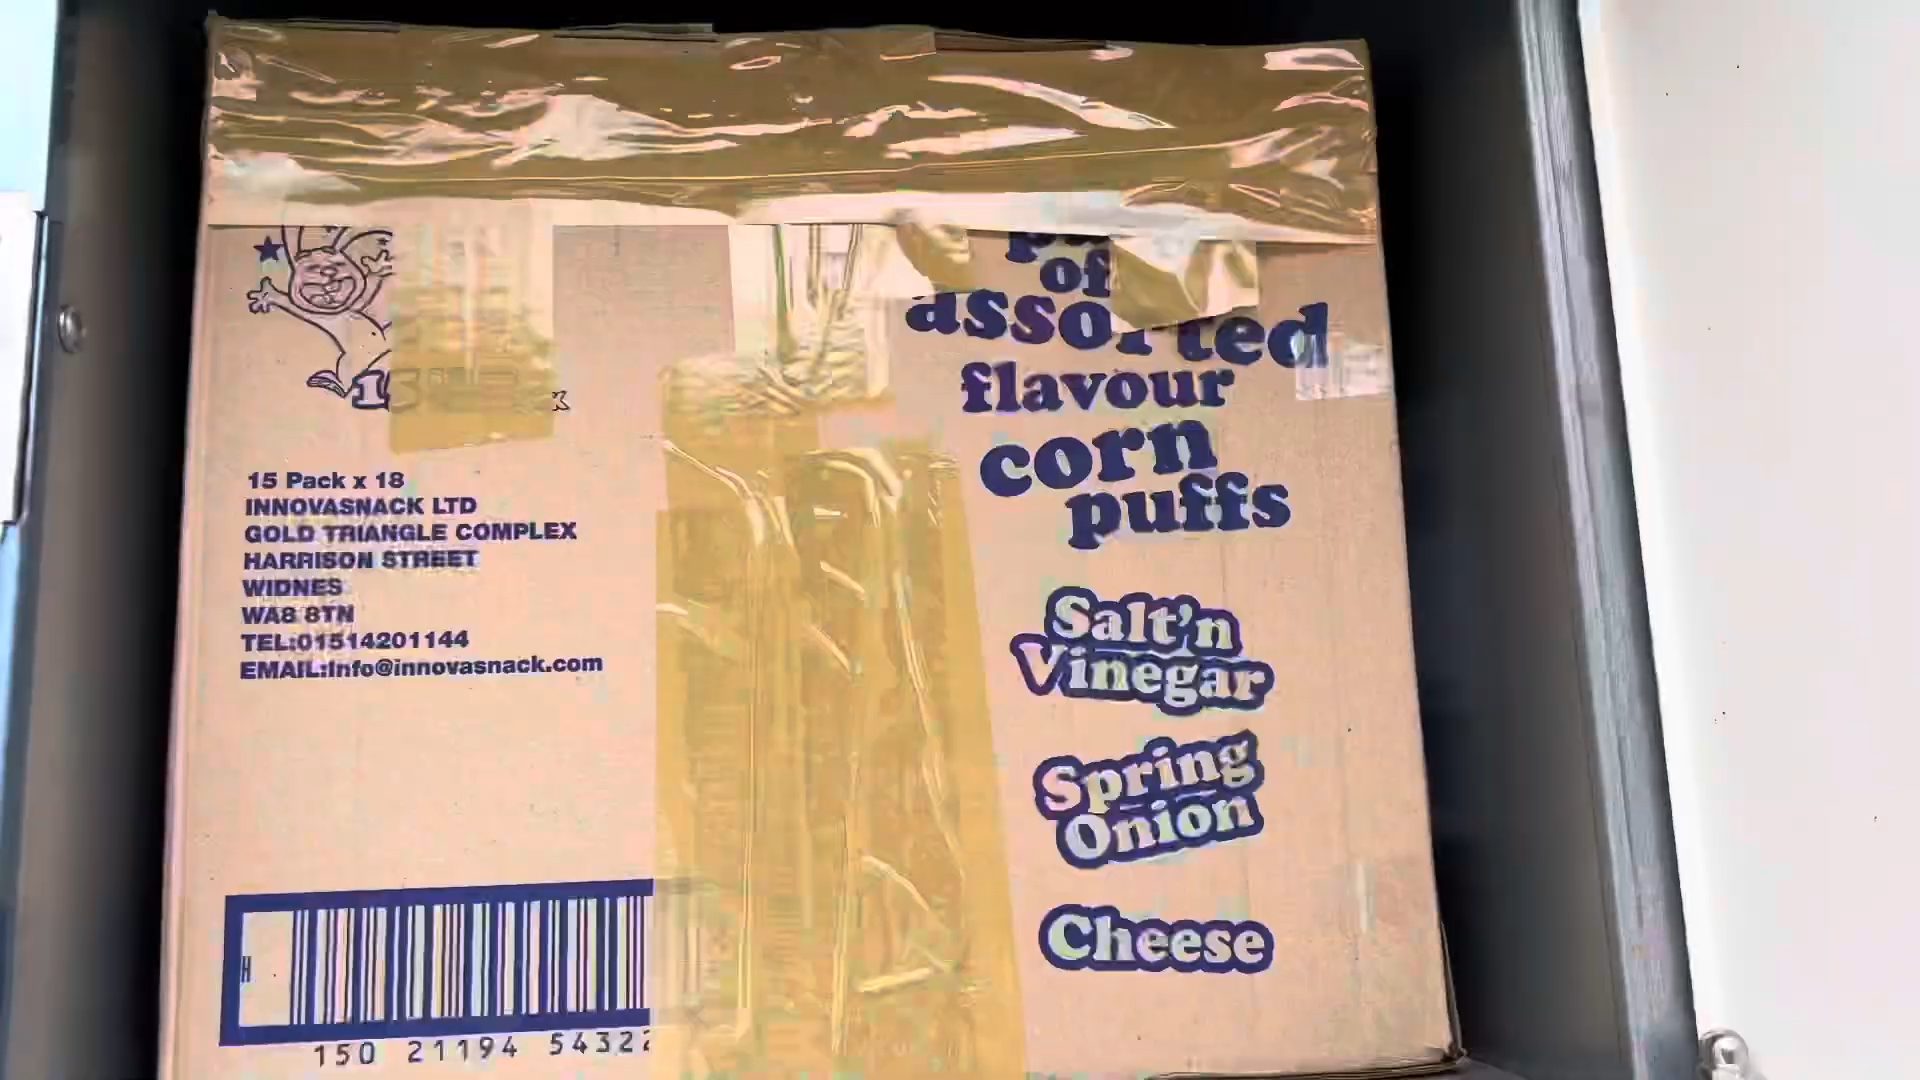 15 Pack x 18
INNOVASNACK LTD
GOLD TRIANGLE COMPLEX
HARRISON STREET
WIDNES
WA8 8TN
TEL:01514201144
EMAIL:Info@innovasnack.com
150 21194 5432
of
assorted
flavour
corn
puffs
Salt'n
Vinegar
Spring
Onion
Cheese